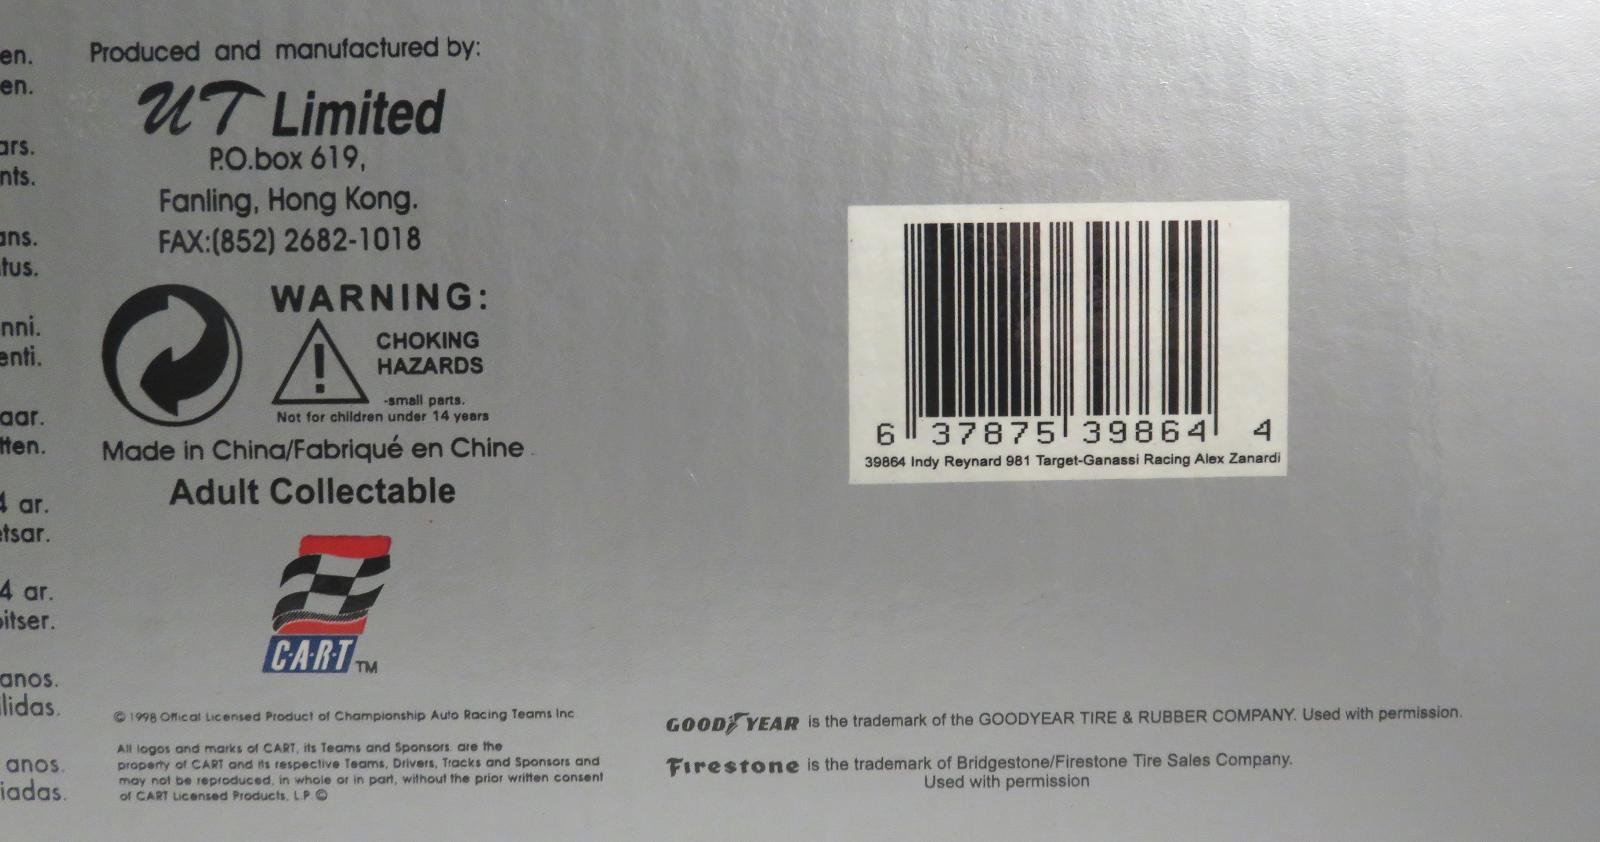 en.
en.
ars.
nts.
ans.
tus.
nni.
enti.
aar.
tten.
4 ar.
etsar.
4 ar.
bitser.
anos.
lidas.
anos.
iadas.
Produced and manufactured by:
UT Limited
P.O.box 619,
Fanling, Hong Kong.
FAX:(852) 2682-1018
WARNING:
!
CHOKING
HAZARDS
-small parts.
Not for children under 14 years
Made in China/Fabriqué en Chine
Adult Collectable
C·A·R·T TM
© 1998 Offical Licensed Product of Championship Auto Racing Teams Inc
All logos and marks of CART, its Teams and Sponsors. are the
property of CART and its respective Teams, Drivers, Tracks and Sponsors and
may not be reproduced, in whole or in part, without the prior written consent
of CART Licensed Products, L.P. ©
6 37875 39864 4
39864 Indy Reynard 981 Target-Ganassi Racing Alex Zanardi
GOODYEAR is the trademark of the GOODYEAR TIRE & RUBBER COMPANY. Used with permission.
Firestone is the trademark of Bridgestone/Firestone Tire Sales Company.
Used with permission